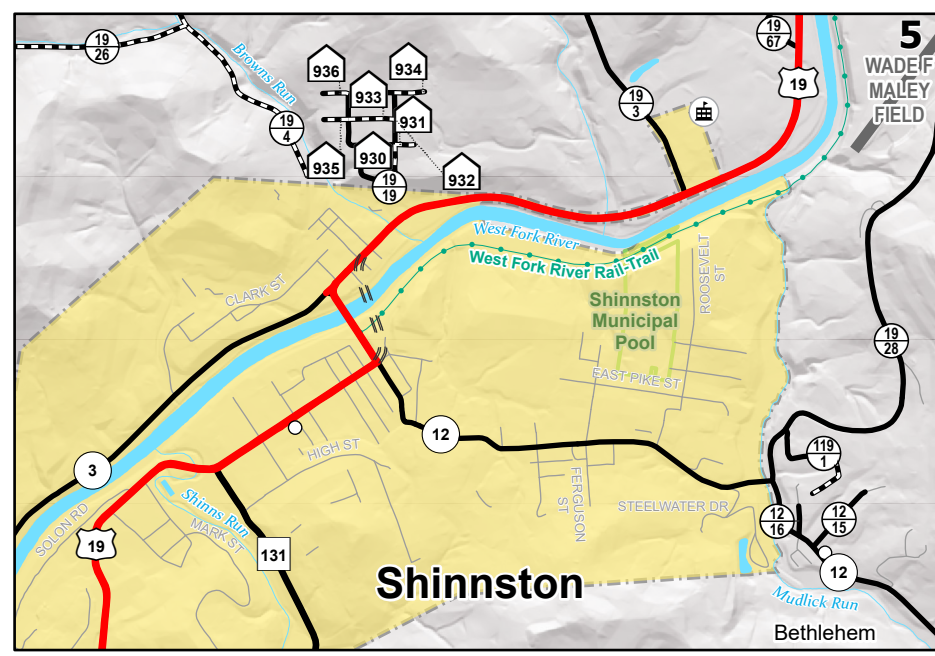 19
67
5
WADE F
MALEY
FIELD
19
26
Browns Run
936
934
933
931
19
3
19
19
4
935
930
932
19
19
West Fork River
West Fork River Rail-Trail
ROOSEVELT
ST
CLARK ST
Shinnston
Municipal
Pool
19
28
EAST PIKE ST
12
HIGH ST
119
1
3
FERGUSON
ST
STEELWATER DR
Shinns Run
SOLON RD
MARK ST
12
16
12
15
19
131
Shinnston
12
Mudlick Run
Bethlehem